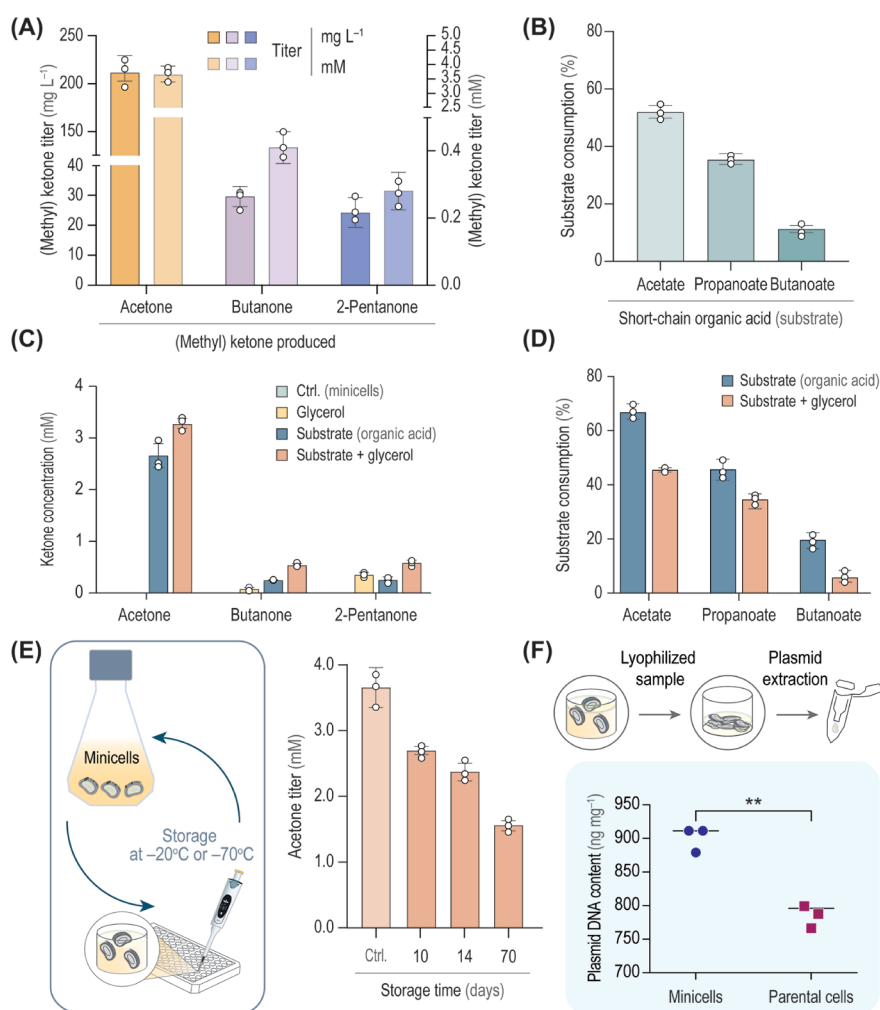 (A)
250
200
150
100
40
30
20
10
0
(Methyl) ketone titer (mg L⁻¹)
Titer
mg L⁻¹
mM
5.0
4.5
4.0
3.5
3.0
2.5
0.4
0.2
0.0
(Methyl) ketone titer (mM)
Acetone
Butanone
2-Pentanone
(Methyl) ketone produced
(B)
80
60
40
20
0
Substrate consumption (%)
Acetate
Propanoate
Butanoate
Short-chain organic acid (substrate)
(C)
4
3
2
1
0
Ketone concentration (mM)
Ctrl. (minicells)
Glycerol
Substrate (organic acid)
Substrate + glycerol
Acetone
Butanone
2-Pentanone
(D)
80
60
40
20
0
Substrate consumption (%)
Substrate (organic acid)
Substrate + glycerol
Acetate
Propanoate
Butanoate
(E)
Minicells
Storage
at –20ºC or –70ºC
4.0
3.0
2.0
1.0
0.0
Acetone titer (mM)
Ctrl.
10
14
70
Storage time (days)
(F)
Lyophilized
sample
Plasmid
extraction
950
900
850
800
750
700
Plasmid DNA content (ng mg⁻¹)
**
Minicells
Parental cells